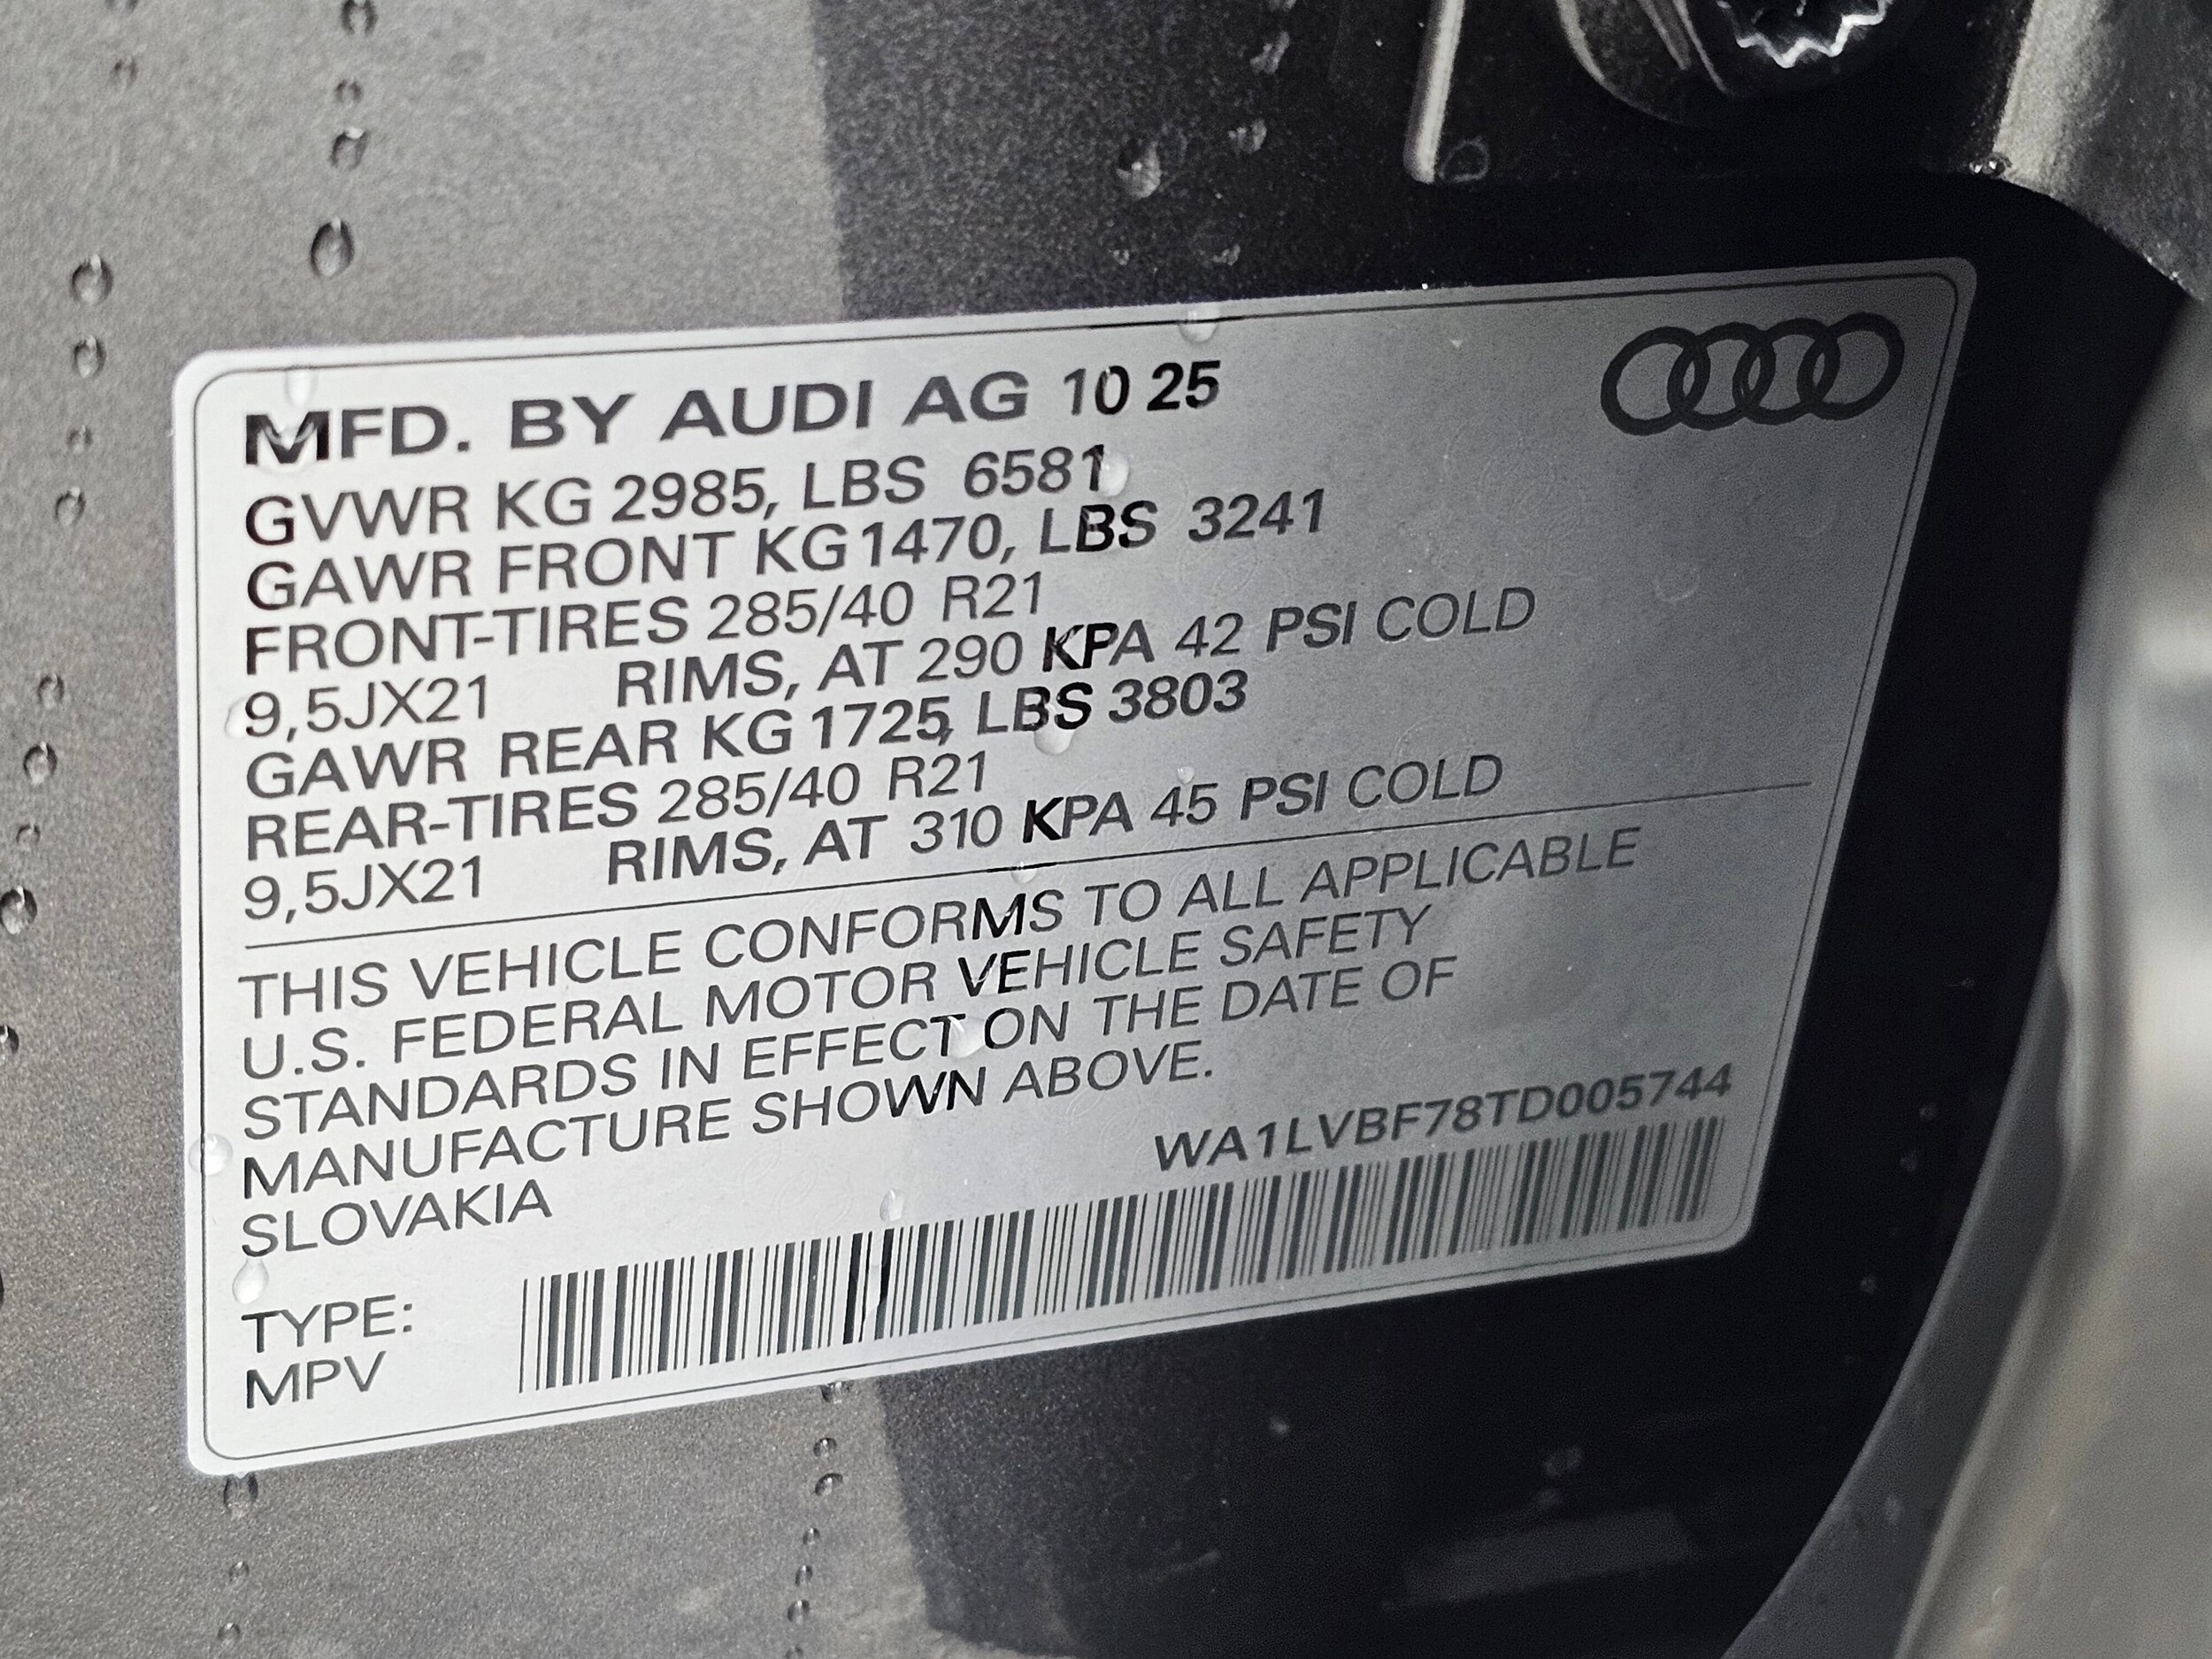 MFD. BY AUDI AG 10 25
GVWR KG 2985, LBS 6581
GAWR FRONT KG 1470, LBS 3241
FRONT-TIRES 285/40 R21
9,5JX21 RIMS, AT 290 KPA 42 PSI COLD
GAWR REAR KG 1725, LBS 3803
REAR-TIRES 285/40 R21
9,5JX21 RIMS, AT 310 KPA 45 PSI COLD
THIS VEHICLE CONFORMS TO ALL APPLICABLE
U.S. FEDERAL MOTOR VEHICLE SAFETY
STANDARDS IN EFFECT ON THE DATE OF
MANUFACTURE SHOWN ABOVE.
SLOVAKIA
WA1LVBF78TD005744
TYPE:
MPV